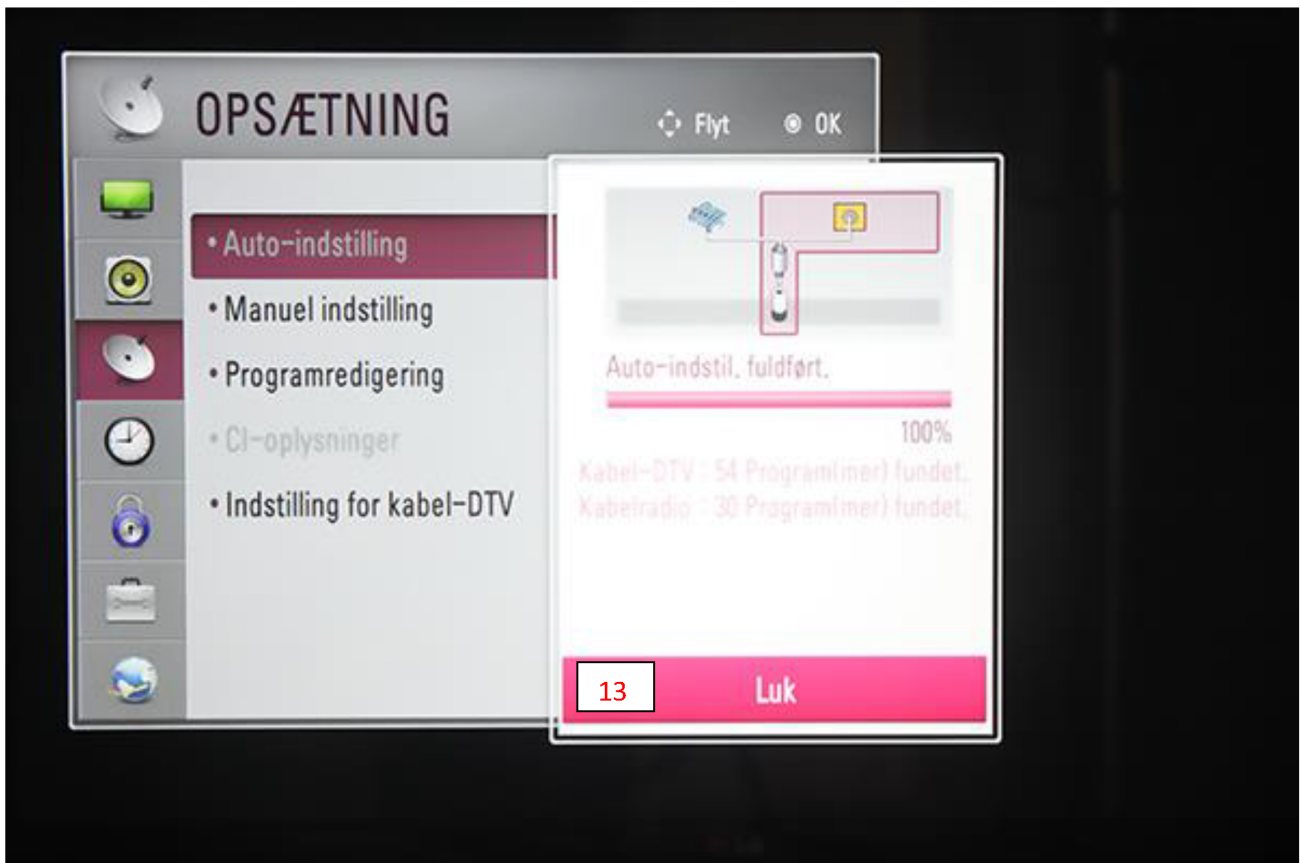 OPSÆTNING
Flyt OK
• Auto-indstilling
• Manuel indstilling
• Programredigering
• CI-oplysninger
• Indstilling for kabel-DTV
Auto-indstil. fuldført.
100%
Kabel-DTV : 54 Program(mer) fundet.
Kabelradio : 30 Program(mer) fundet.
13
Luk